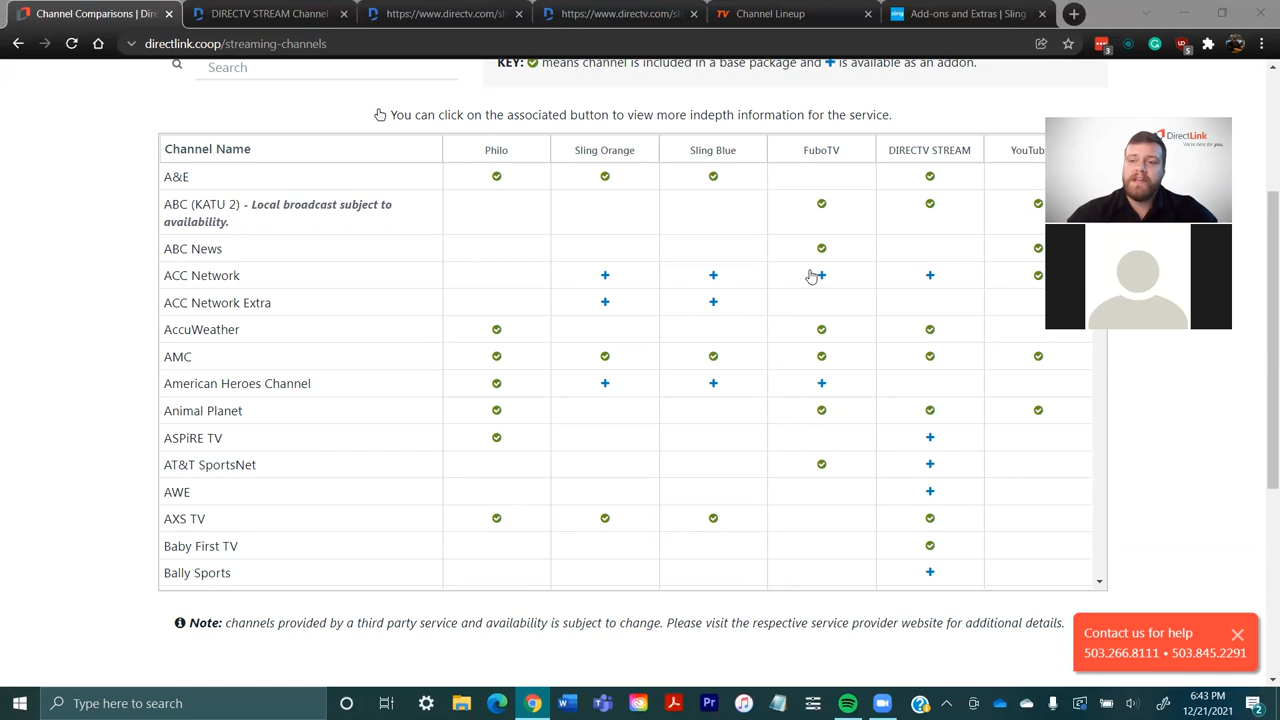 Channel Comparisons | DirectLink
DIRECTV STREAM Channel
https://www.directv.com/s
https://www.directv.com/s
Channel Lineup
Add-ons and Extras | Sling
directlink.coop/streaming-channels
Search
KEY: means channel is included in a base package and + is available as an addon.
You can click on the associated button to view more indepth information for the service.
Channel Name Philo Sling Orange Sling Blue FuboTV DIRECTV STREAM YouTub
A&E
ABC (KATU 2) - Local broadcast subject to
availability.
ABC News
ACC Network + + + +
ACC Network Extra + +
AccuWeather
AMC
American Heroes Channel + + +
Animal Planet
ASPiRE TV +
AT&T SportsNet +
AWE +
AXS TV
Baby First TV
Bally Sports +
DirectLink
We're here for you.
Note: channels provided by a third party service and availability is subject to change. Please visit the respective service provider website for additional details.
Contact us for help
503.266.8111 • 503.845.2291
Type here to search
6:43 PM
12/21/2021